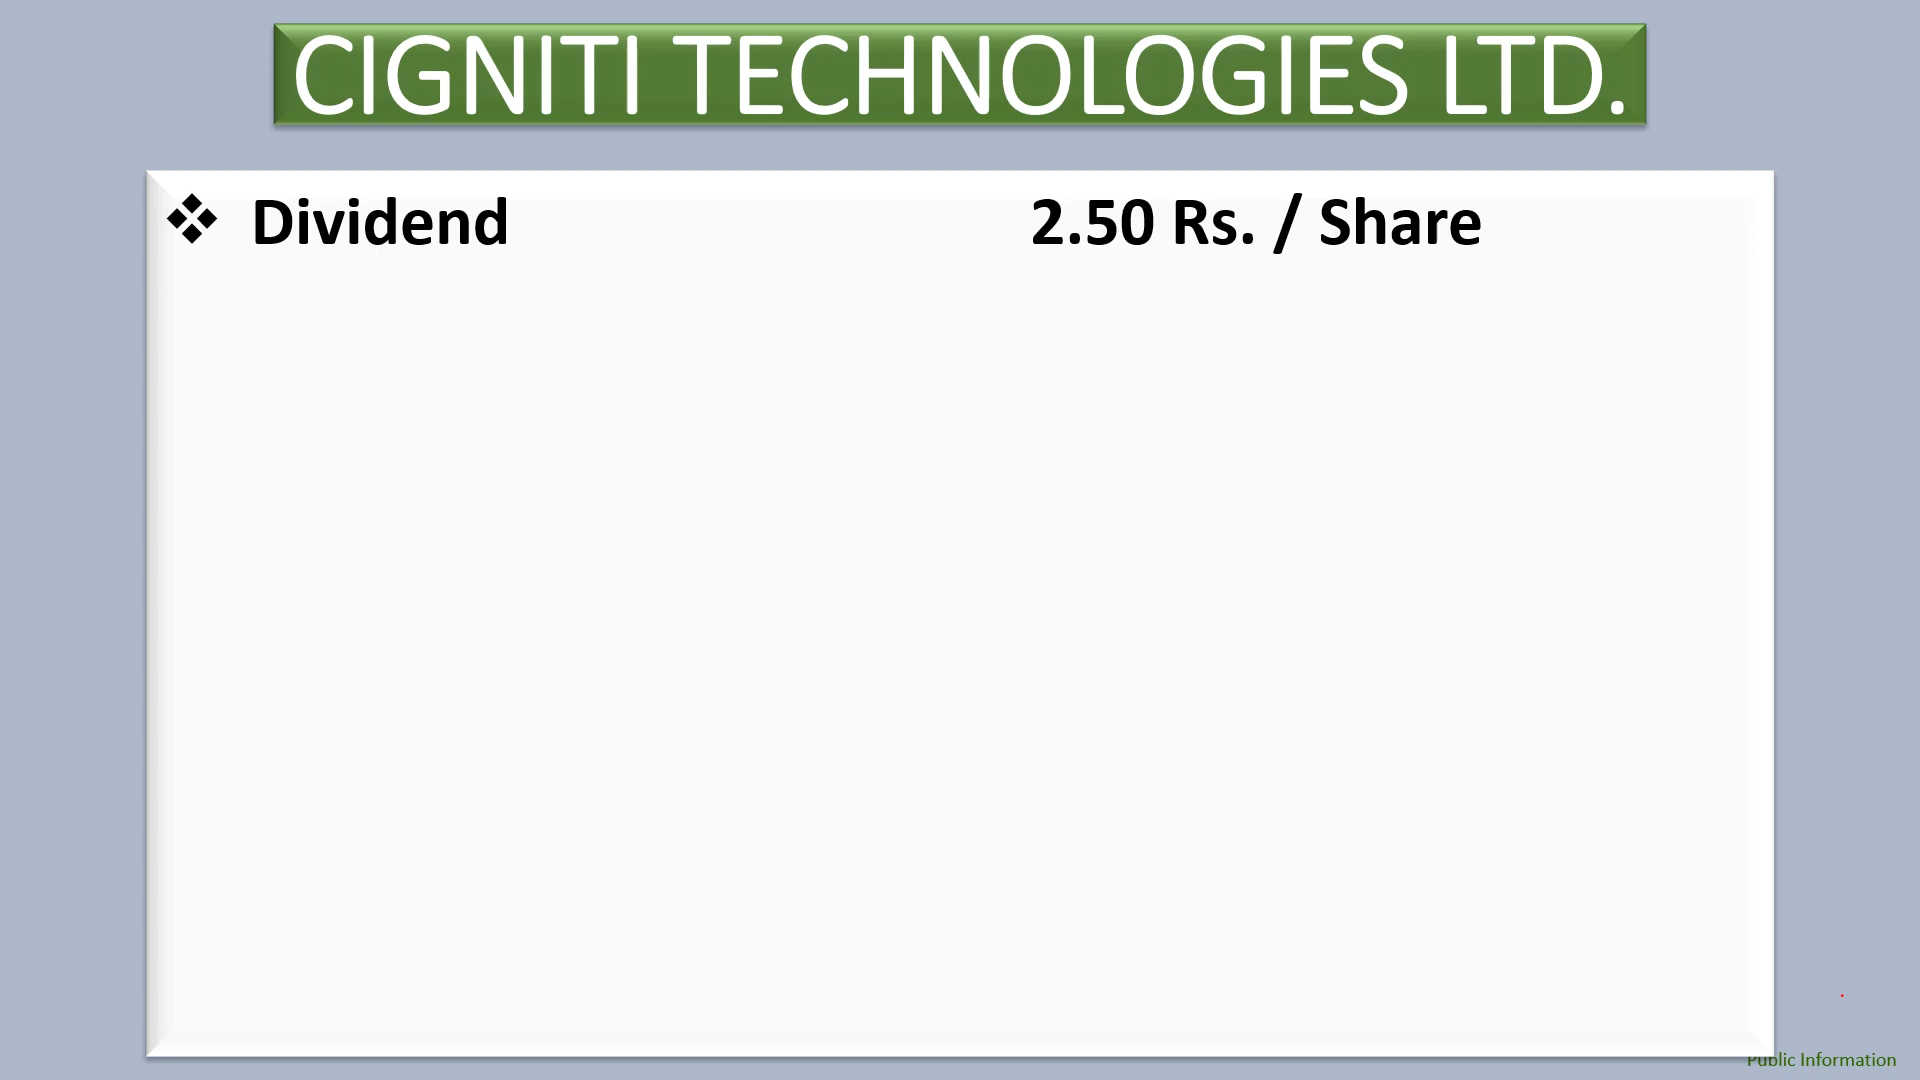 CIGNITI TECHNOLOGIES LTD.
❖ Dividend 2.50 Rs. / Share
Public Information